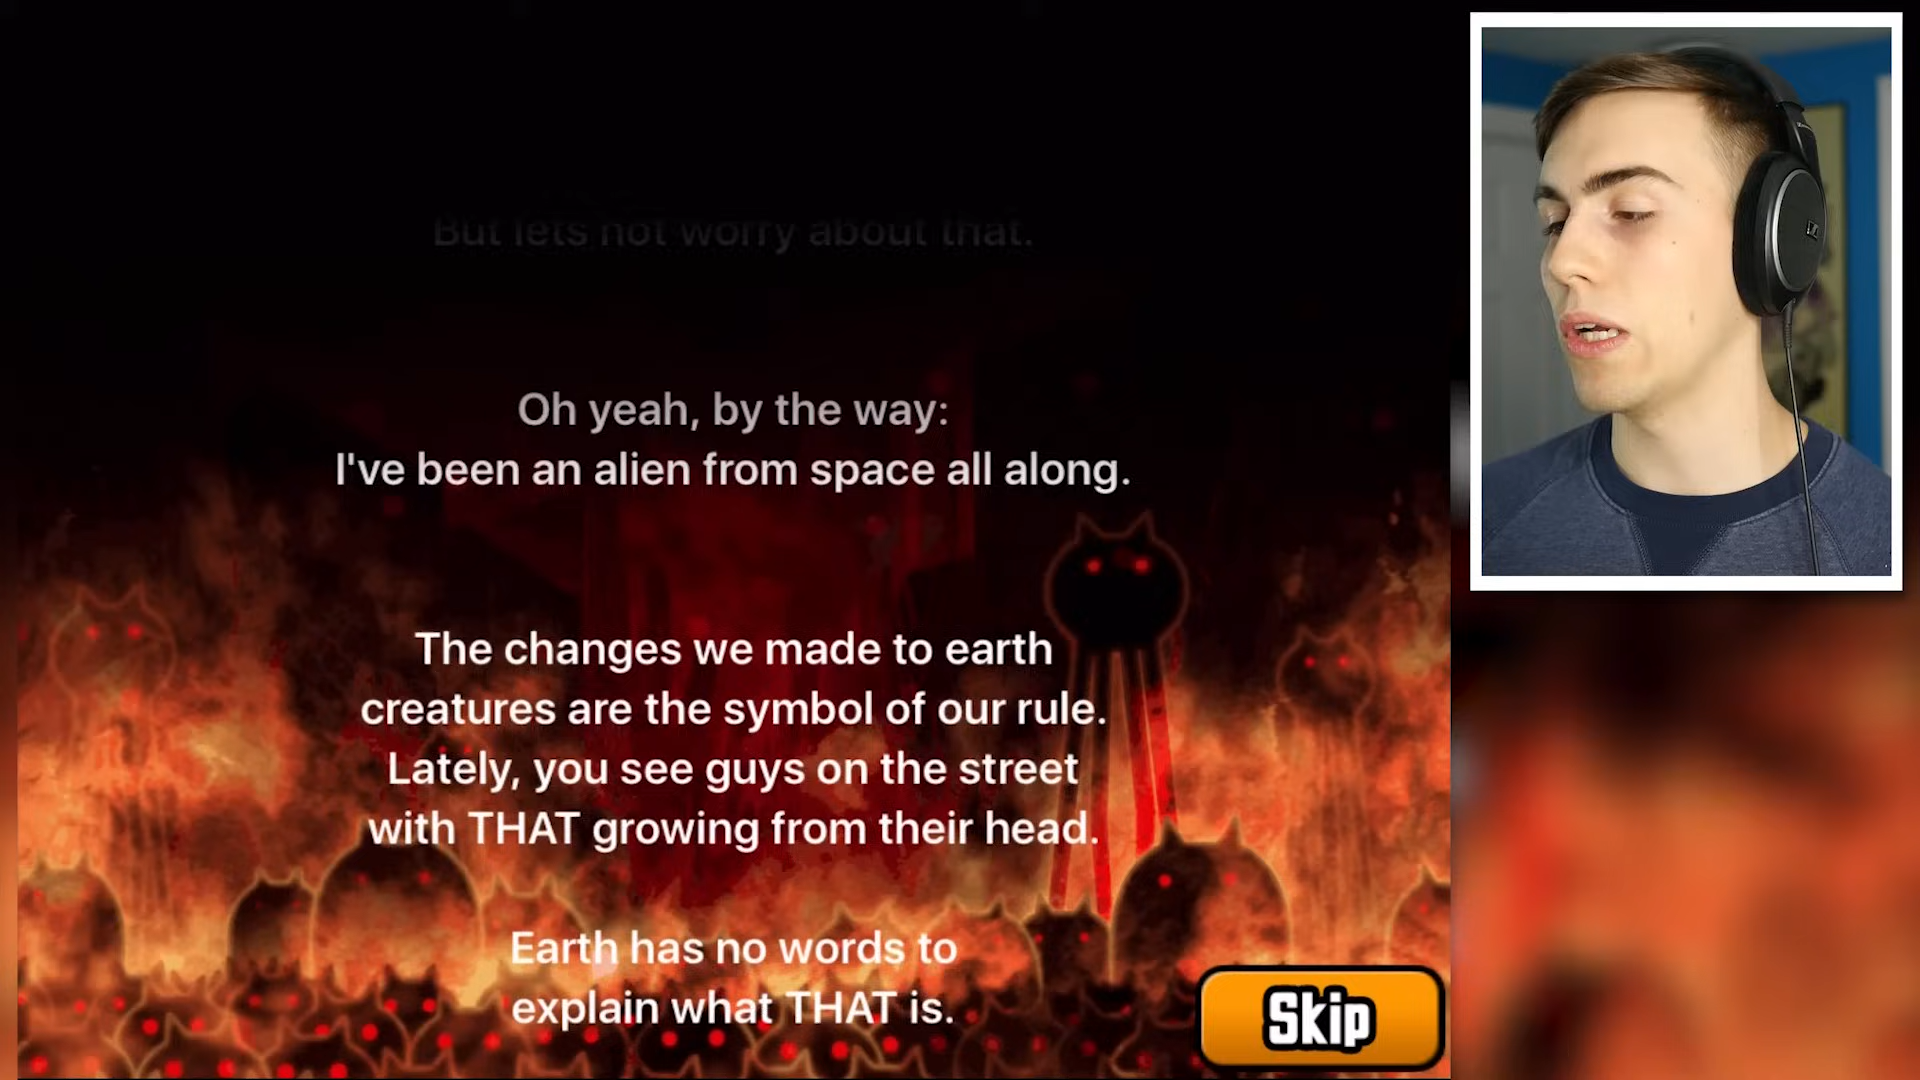 But lets not worry about that.
Oh yeah, by the way:
I've been an alien from space all along.
The changes we made to earth
creatures are the symbol of our rule.
Lately, you see guys on the street
with THAT growing from their head.
Earth has no words to
explain what THAT is.
Skip